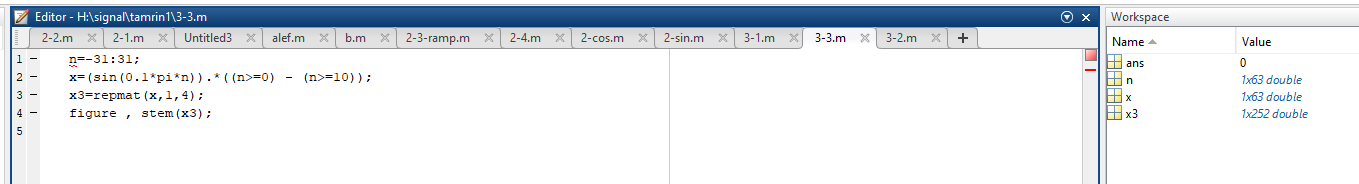 Editor - H:\signal\tamrin1\3-3.m
2-2.m 2-1.m Untitled3 alef.m b.m 2-3-ramp.m 2-4.m 2-cos.m 2-sin.m 3-1.m 3-3.m 3-2.m +
1 - n=-31:31;
2 - x=(sin(0.1*pi*n)).*((n>=0) - (n>=10));
3 - x3=repmat(x,1,4);
4 - figure , stem(x3);
5
Workspace
Name Value
ans 0
n 1x63 double
x 1x63 double
x3 1x252 double